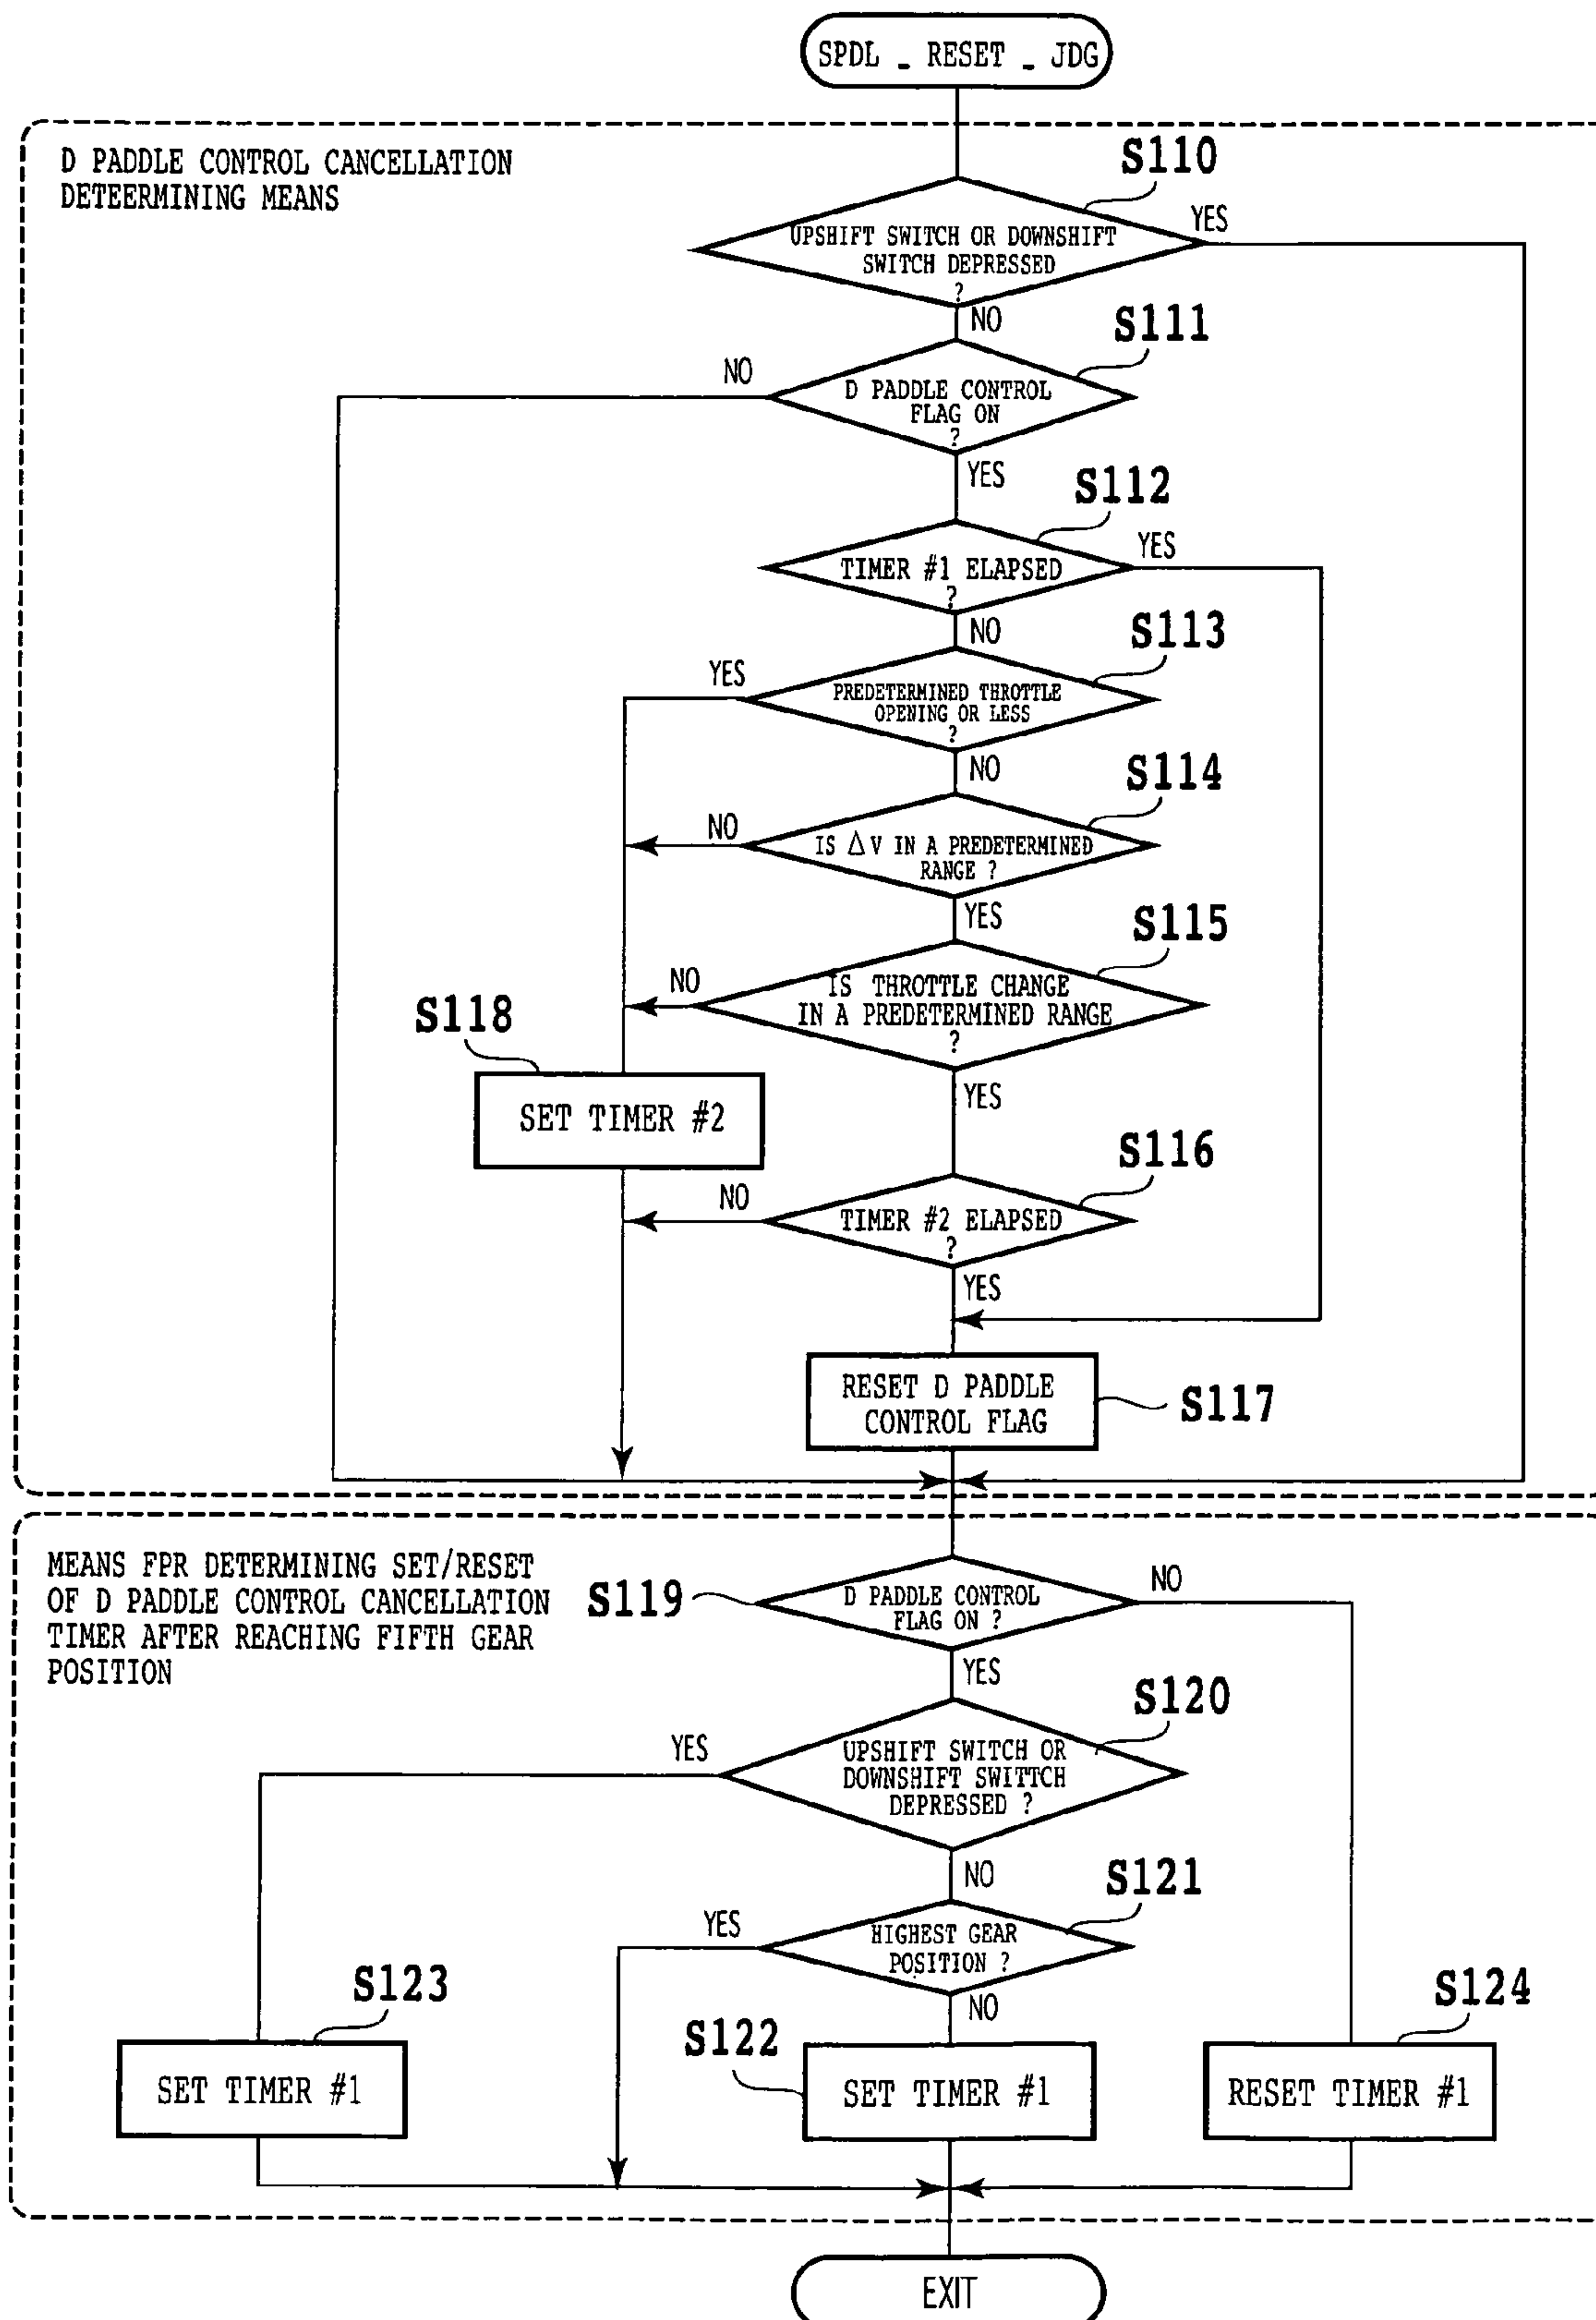 SPDL _ RESET _ JDG
D PADDLE CONTROL CANCELLATION
DETEERMINING MEANS
S110
UPSHIFT SWITCH OR DOWNSHIFT
SWITCH DEPRESSED
?
YES
NO
S111
D PADDLE CONTROL
FLAG ON
?
NO
YES
S112
TIMER #1 ELAPSED
?
YES
NO
S113
PREDETERMINED THROTTLE
OPENING OR LESS
?
YES
NO
S114
IS ΔV IN A PREDETERMINED
RANGE ?
NO
YES
S115
IS THROTTLE CHANGE
IN A PREDETERMINED RANGE
?
NO
YES
S118
SET TIMER #2
S116
TIMER #2 ELAPSED
?
NO
YES
RESET D PADDLE
CONTROL FLAG
S117
MEANS FPR DETERMINING SET/RESET
OF D PADDLE CONTROL CANCELLATION
TIMER AFTER REACHING FIFTH GEAR
POSITION
S119
D PADDLE CONTROL
FLAG ON ?
NO
YES
S120
UPSHIFT SWITCH OR
DOWNSHIFT SWITTCH
DEPRESSED ?
YES
NO
S121
HIGHEST GEAR
POSITION ?
YES
NO
S123
SET TIMER #1
S122
SET TIMER #1
S124
RESET TIMER #1
EXIT